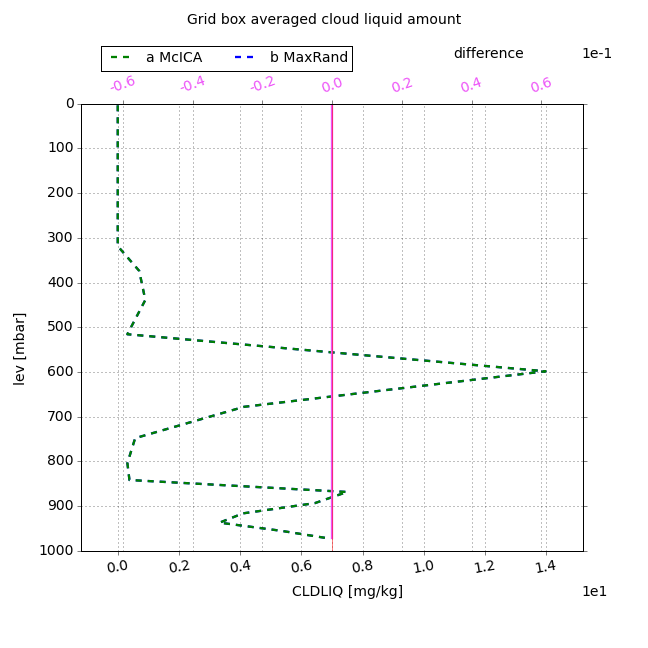 Grid box averaged cloud liquid amount
a McICA b MaxRand difference 1e-1
-0.6 -0.4 -0.2 0.0 0.2 0.4 0.6
0
100
200
300
400
500
600
700
800
900
1000
lev [mbar]
0.0 0.2 0.4 0.6 0.8 1.0 1.2 1.4
CLDLIQ [mg/kg] 1e1